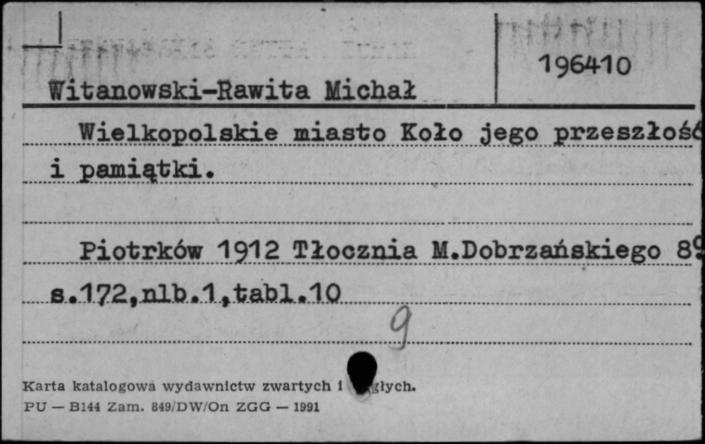 196410
Witanowski-Rawita Michał
Wielkopolskie miasto Koło jego przeszłość
i pamiątki.
Piotrków 1912 Tłocznia M.Dobrzańskiego 8°
s.172,nlb.1,tabl.10
9
Karta katalogowa wydawnictw zwartych i
PU — B144 Zam. 849/DW/On ZGG — 1991